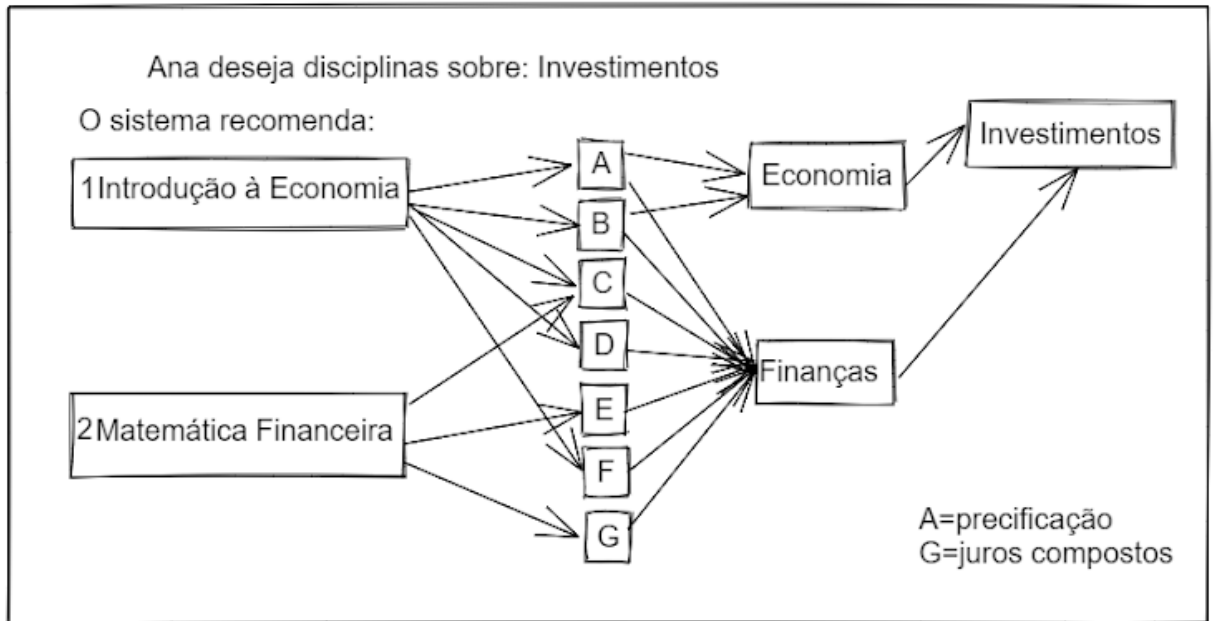 Ana deseja disciplinas sobre: Investimentos
O sistema recomenda:
1Introdução à Economia
2Matemática Financeira
A
B
C
D
E
F
G
Economia
Finanças
Investimentos
A=precificação
G=juros compostos